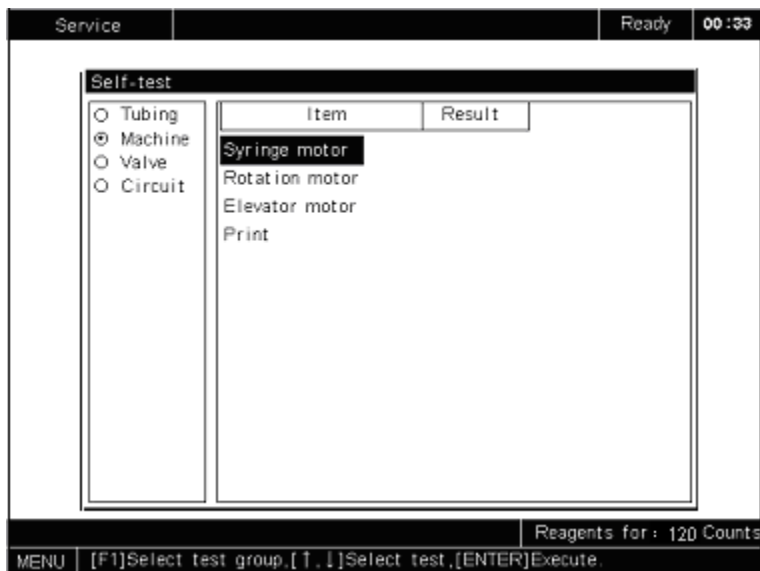 Service Ready 00:33
Self-test
Tubing
Machine
Valve
Circuit
Item Result
Syringe motor
Rotation motor
Elevator motor
Print
Reagents for : 120 Counts
MENU [F1]Select test group,[↑,↓]Select test,[ENTER]Execute.